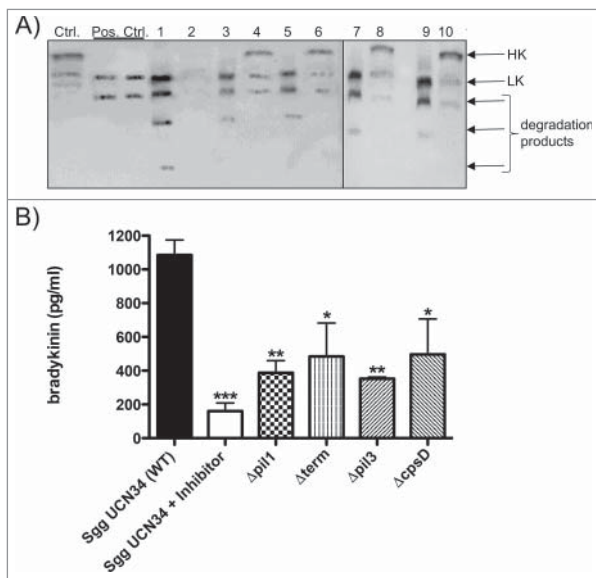 A)
Ctrl. Pos. Ctrl. 1 2 3 4 5 6 7 8 9 10
HK
LK
degradation
products
B)
bradykinin (pg/ml)
1200
1000
800
600
400
200
0
***
**
*
**
*
Sgg UCN34 (WT)
Sgg UCN34 + Inhibitor
Δpil1
Δterm
Δpil3
ΔcpsD